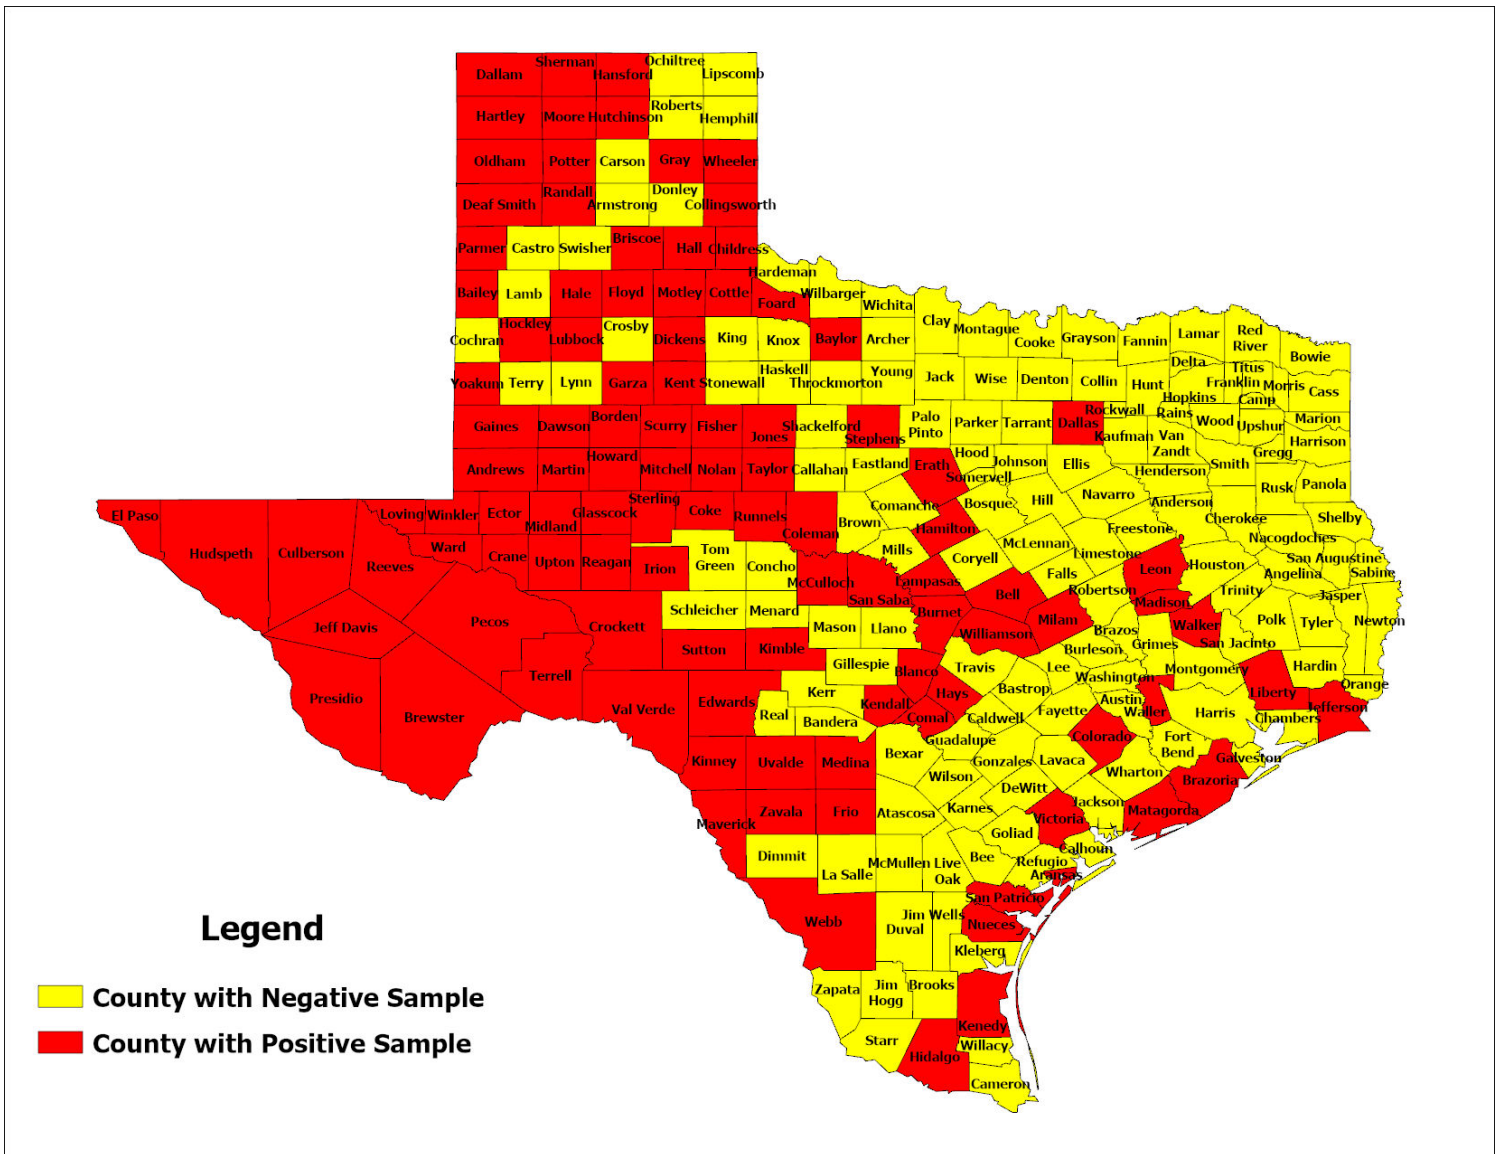 Sherman
Ochiltree
Dallam
Hansford
Lipscomb
Hartley
Moore
Hutchinson
Roberts
Hemphill
Oldham
Potter
Carson
Gray
Wheeler
Deaf Smith
Randall
Armstrong
Donley
Collingsworth
Parmer
Castro
Swisher
Briscoe
Hall
Childress
Hardeman
Bailey
Lamb
Hale
Floyd
Motley
Cottle
Foard
Wilbarger
Wichita
Cochran
Hockley
Lubbock
Crosby
Dickens
King
Knox
Baylor
Archer
Clay
Montague
Cooke
Grayson
Fannin
Lamar
Red
River
Bowie
Yoakum
Terry
Lynn
Garza
Kent
Stonewall
Haskell
Throckmorton
Young
Jack
Wise
Denton
Collin
Hunt
Delta
Hopkins
Franklin
Titus
Camp
Morris
Cass
Gaines
Dawson
Borden
Scurry
Fisher
Jones
Shackelford
Stephens
Palo
Pinto
Parker
Tarrant
Dallas
Rockwall
Kaufman
Rains
Van
Zandt
Wood
Upshur
Marion
Harrison
Gregg
Andrews
Martin
Howard
Mitchell
Nolan
Taylor
Callahan
Eastland
Erath
Hood
Somervell
Johnson
Ellis
Henderson
Smith
Rusk
Panola
El Paso
Hudspeth
Culberson
Reeves
Loving
Winkler
Ector
Midland
Glasscock
Sterling
Coke
Runnels
Coleman
Brown
Comanche
Hamilton
Bosque
Hill
Navarro
Anderson
Cherokee
Nacogdoches
Shelby
Ward
Crane
Upton
Reagan
Irion
Tom
Green
Concho
McCulloch
San Saba
Mills
Lampasas
Coryell
McLennan
Limestone
Freestone
Falls
Leon
Houston
Angelina
San Augustine
Sabine
Jeff Davis
Pecos
Crockett
Schleicher
Menard
Mason
Llano
Burnet
Bell
Williamson
Milam
Robertson
Madison
Walker
Trinity
Polk
Tyler
Jasper
Newton
Presidio
Brewster
Terrell
Sutton
Kimble
Gillespie
Blanco
Travis
Lee
Burleson
Brazos
Grimes
Washington
Montgomery
San Jacinto
Liberty
Hardin
Orange
Jefferson
Val Verde
Edwards
Real
Kerr
Bandera
Kendall
Comal
Hays
Caldwell
Bastrop
Fayette
Austin
Waller
Harris
Chambers
Kinney
Uvalde
Medina
Bexar
Guadalupe
Gonzales
Lavaca
Colorado
Wharton
Fort
Bend
Brazoria
Galveston
Maverick
Zavala
Frio
Atascosa
Wilson
Karnes
DeWitt
Victoria
Jackson
Matagorda
Dimmit
La Salle
McMullen
Live
Oak
Bee
Goliad
Refugio
Calhoun
Aransas
Webb
Duval
Jim Wells
San Patricio
Nueces
Kleberg
Zapata
Jim
Hogg
Brooks
Kenedy
Starr
Hidalgo
Willacy
Cameron
Legend
County with Negative Sample
County with Positive Sample